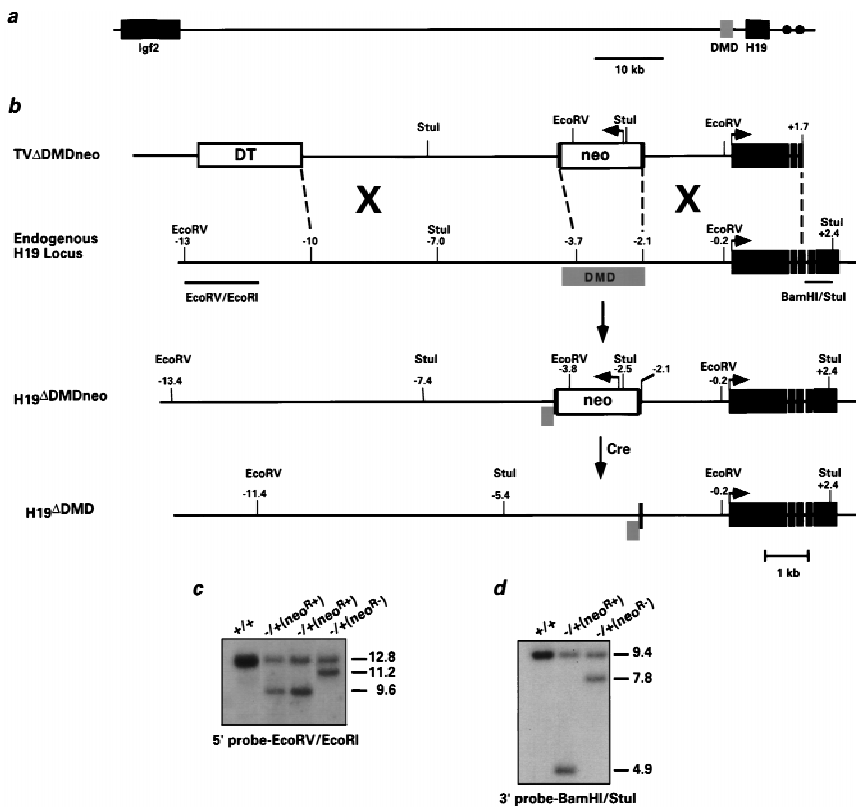 a
Igf2
DMD
H19
10 kb
b
EcoRV
StuI
StuI
EcoRV
+1.7
TVΔDMDneo
DT
neo
X
X
Endogenous
H19 Locus
EcoRV
-13
-10
StuI
-7.0
-3.7
-2.1
EcoRV
-0.2
StuI
+2.4
DMD
EcoRV/EcoRI
BamHI/StuI
EcoRV
-13.4
StuI
-7.4
EcoRV
-3.8
StuI
-2.5
-2.1
EcoRV
-0.2
StuI
+2.4
H19ΔDMDneo
neo
Cre
EcoRV
-11.4
StuI
-5.4
EcoRV
-0.2
StuI
+2.4
H19ΔDMD
1 kb
c
+/+
-/+(neoR+)
-/+(neoR+)
-/+(neoR-)
12.8
11.2
9.6
5' probe-EcoRV/EcoRI
d
+/+
-/+(neoR+)
-/+(neoR-)
9.4
7.8
4.9
3' probe-BamHI/StuI